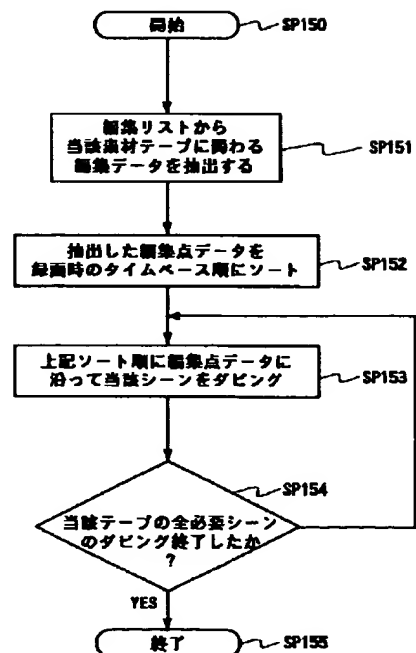 開始
SP150
編集リストから
当該素材テープに関わる
編集データを抽出する
SP151
抽出した編集点データを
録画時のタイムベース順にソート
SP152
上記ソート順に編集点データに
沿って当該シーンをダビング
SP153
SP154
当該テープの全必要シーン
のダビング終了したか
?
YES
終了
SP155